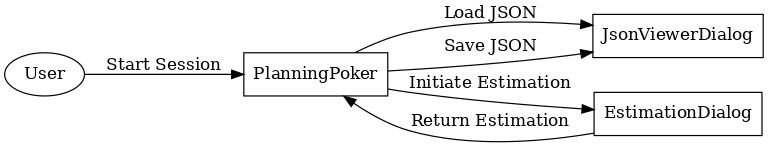 User
Start Session
PlanningPoker
Load JSON
Save JSON
Initiate Estimation
Return Estimation
JsonViewerDialog
EstimationDialog